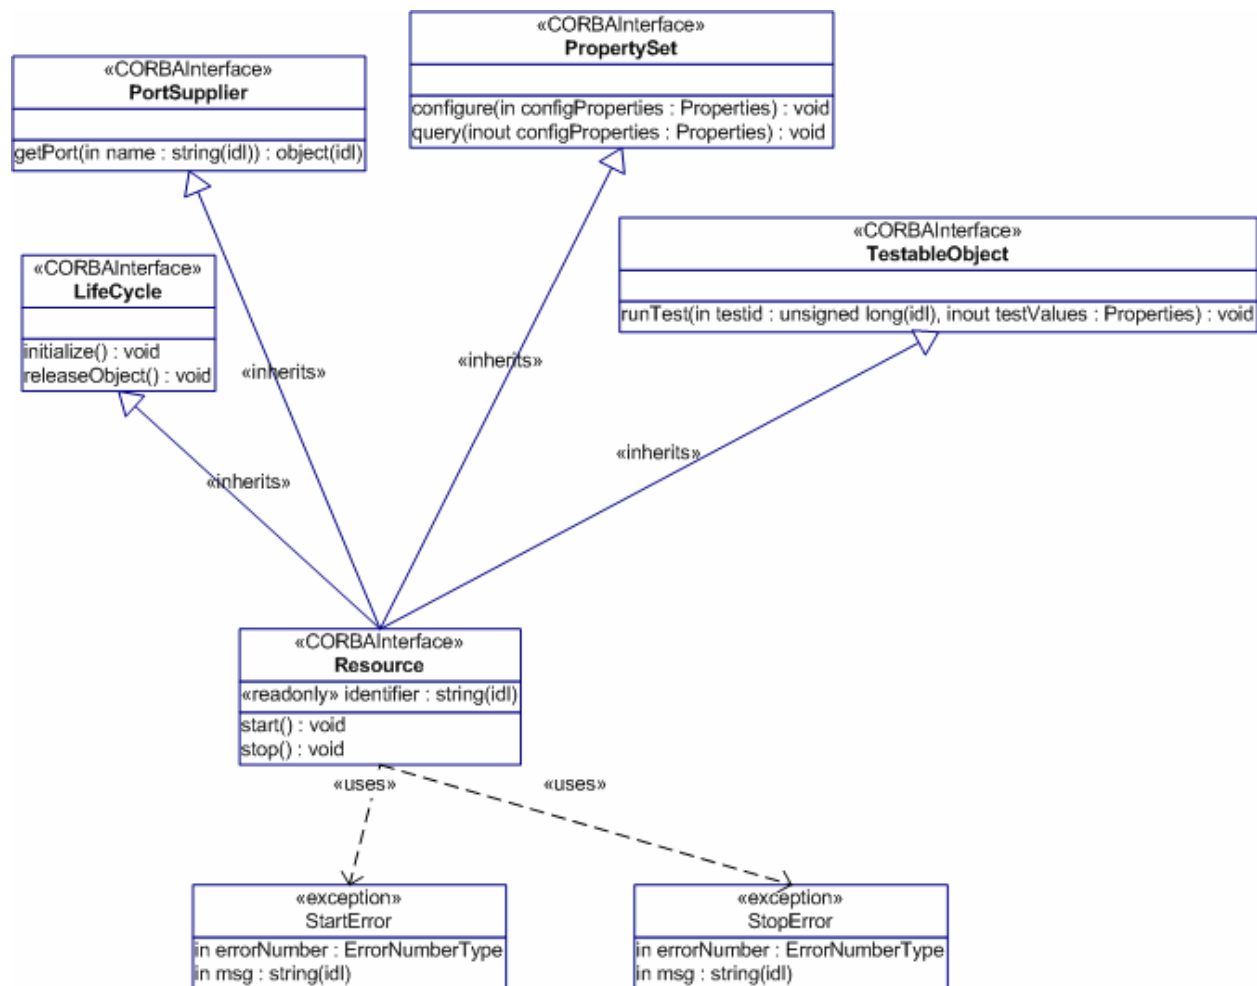 «CORBAInterface»
PropertySet
configure(in configProperties : Properties) : void
query(inout configProperties : Properties) : void
«CORBAInterface»
PortSupplier
getPort(in name : string(idl)) : object(idl)
«CORBAInterface»
TestableObject
runTest(in testid : unsigned long(idl), inout testValues : Properties) : void
«CORBAInterface»
LifeCycle
initialize() : void
releaseObject() : void
«inherits»
«inherits»
«inherits»
«inherits»
«CORBAInterface»
Resource
«readonly» identifier : string(idl)
start() : void
stop() : void
«uses»
«uses»
«exception»
StartError
in errorNumber : ErrorNumberType
in msg : string(idl)
«exception»
StopError
in errorNumber : ErrorNumberType
in msg : string(idl)